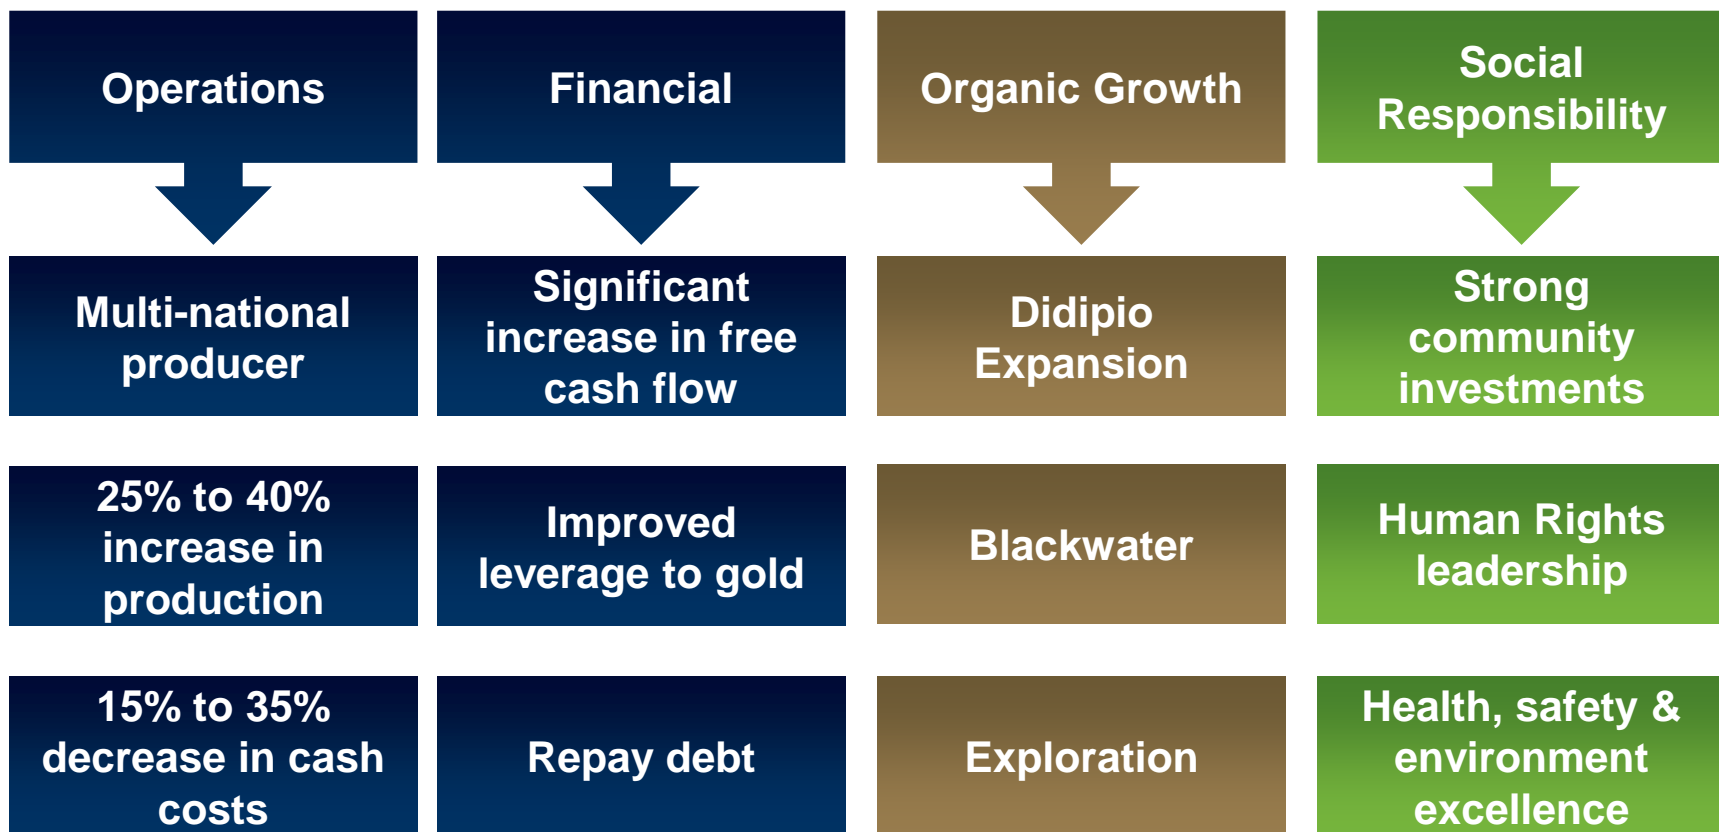 Operations
Financial
Organic Growth
Social
Responsibility
Multi-national
producer
Significant
increase in free
cash flow
Didipio
Expansion
Strong
community
investments
25% to 40%
increase in
production
Improved
leverage to gold
Blackwater
Human Rights
leadership
15% to 35%
decrease in cash
costs
Repay debt
Exploration
Health, safety &
environment
excellence